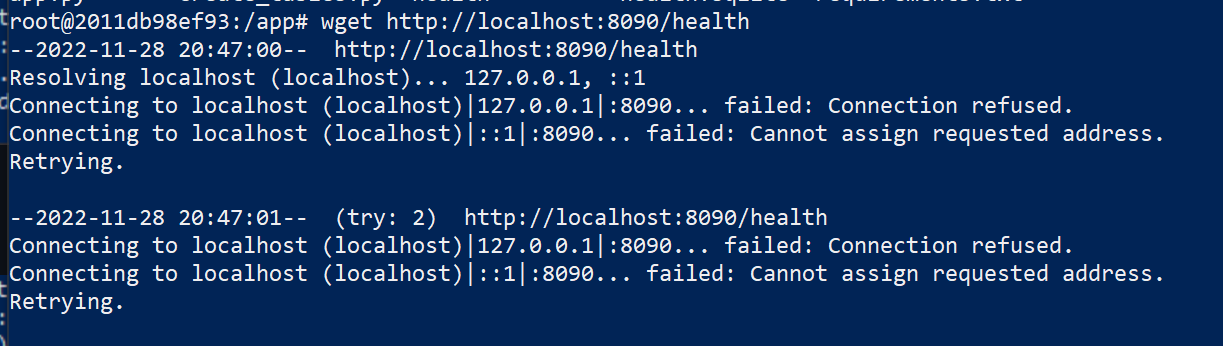 root@2011db98ef93:/app# wget http://localhost:8090/health
--2022-11-28 20:47:00--  http://localhost:8090/health
Resolving localhost (localhost)... 127.0.0.1, ::1
Connecting to localhost (localhost)|127.0.0.1|:8090... failed: Connection refused.
Connecting to localhost (localhost)|::1|:8090... failed: Cannot assign requested address.
Retrying.

--2022-11-28 20:47:01--  (try: 2)  http://localhost:8090/health
Connecting to localhost (localhost)|127.0.0.1|:8090... failed: Connection refused.
Connecting to localhost (localhost)|::1|:8090... failed: Cannot assign requested address.
Retrying.